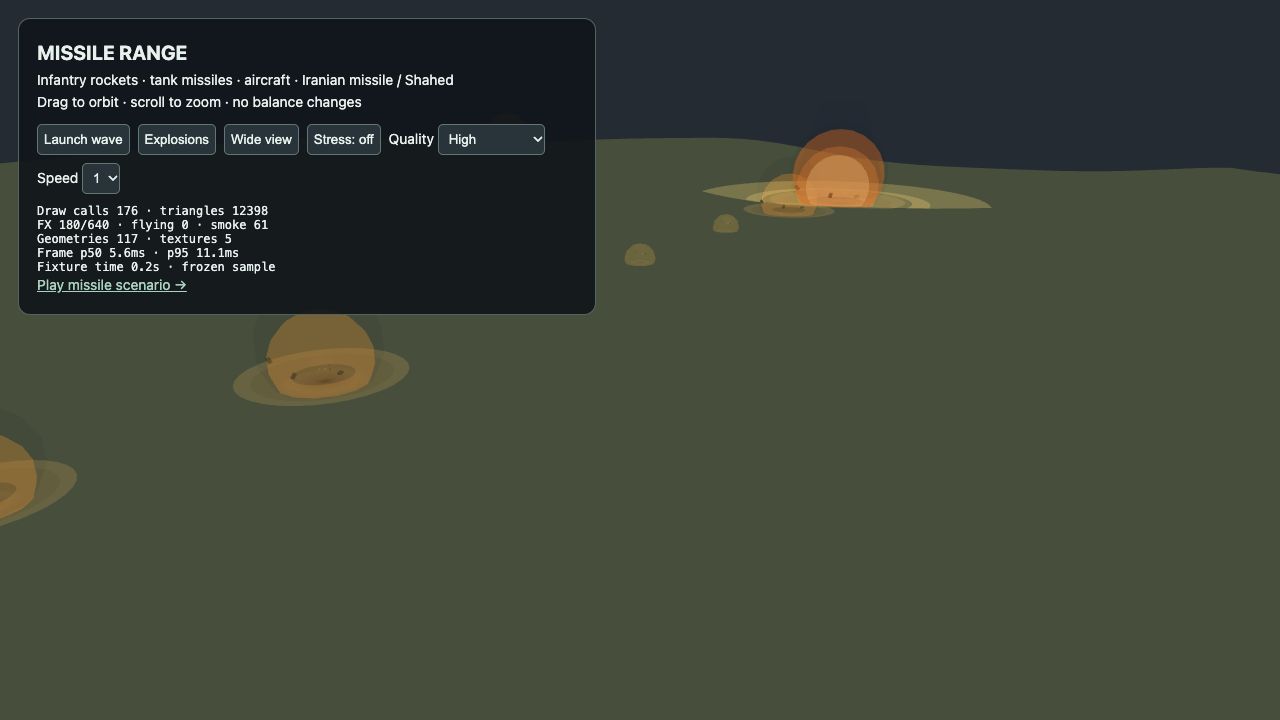 MISSILE RANGE
Infantry rockets · tank missiles · aircraft · Iranian missile / Shahed
Drag to orbit · scroll to zoom · no balance changes
Launch wave Explosions Wide view Stress: off Quality High
Speed 1
Draw calls 176 · triangles 12398
FX 180/640 · flying 0 · smoke 61
Geometries 117 · textures 5
Frame p50 5.6ms · p95 11.1ms
Fixture time 0.2s · frozen sample
Play missile scenario →